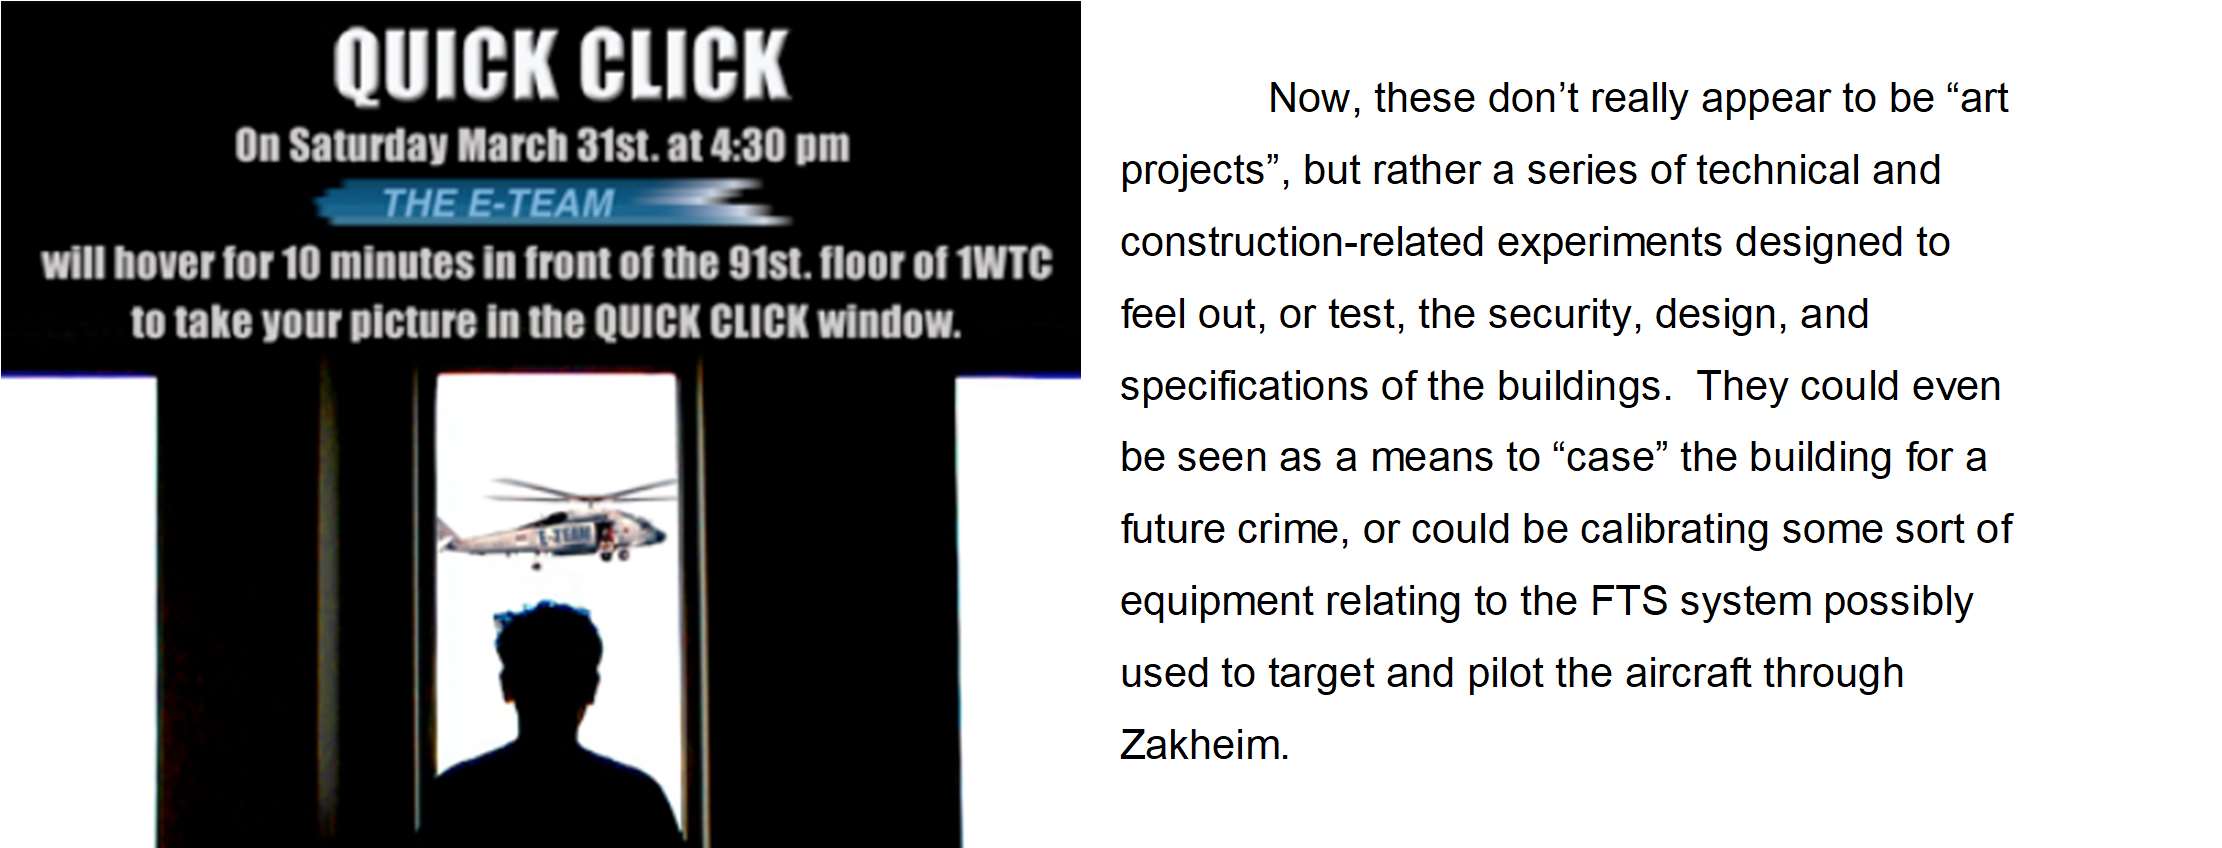 QUICK CLICK
On Saturday March 31st. at 4:30 pm
THE E-TEAM
will hover for 10 minutes in front of the 91st. floor of 1WTC
to take your picture in the QUICK CLICK window.
E-TEAM
Now, these don’t really appear to be “art
projects”, but rather a series of technical and
construction-related experiments designed to
feel out, or test, the security, design, and
specifications of the buildings.  They could even
be seen as a means to “case” the building for a
future crime, or could be calibrating some sort of
equipment relating to the FTS system possibly
used to target and pilot the aircraft through
Zakheim.